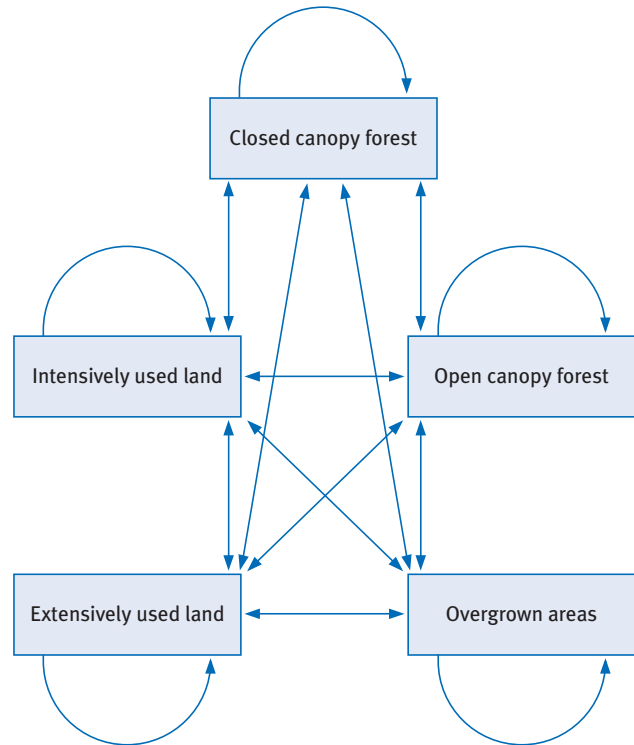 Closed canopy forest
Intensively used land
Open canopy forest
Extensively used land
Overgrown areas